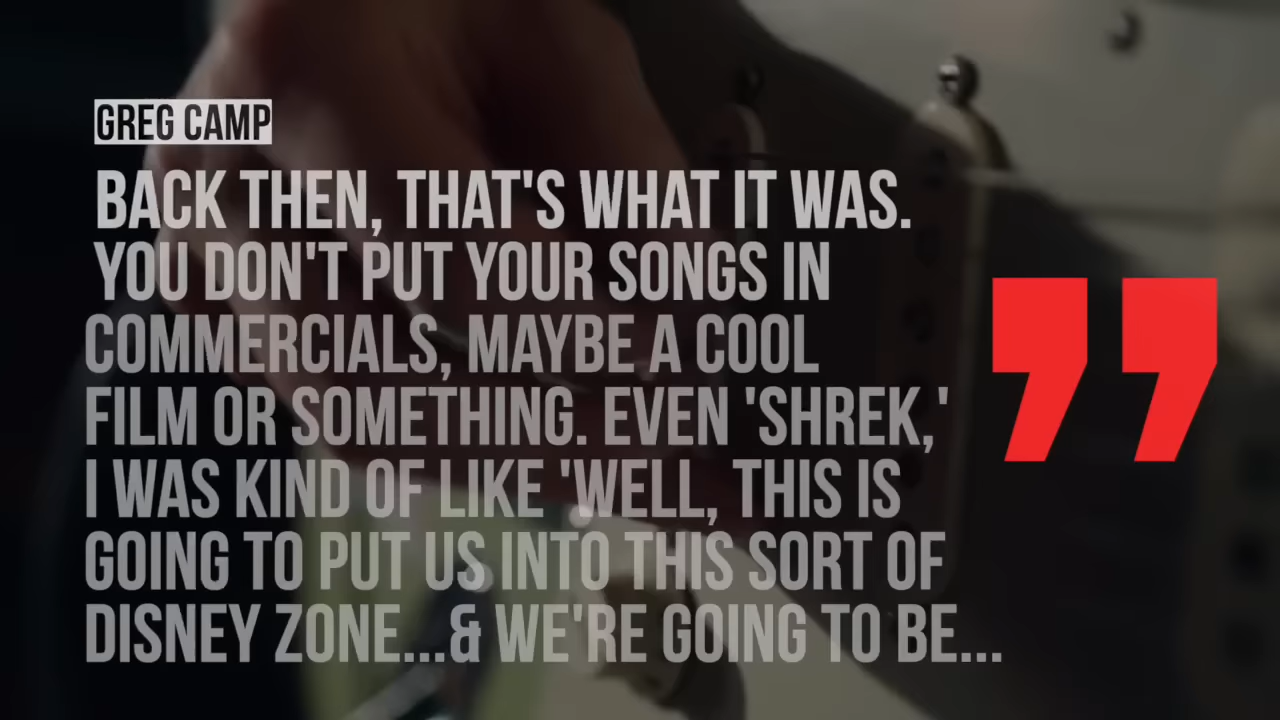 GREG CAMP
BACK THEN, THAT'S WHAT IT WAS.
YOU DON'T PUT YOUR SONGS IN
COMMERCIALS, MAYBE A COOL
FILM OR SOMETHING. EVEN 'SHREK,'
I WAS KIND OF LIKE 'WELL, THIS IS
GOING TO PUT US INTO THIS SORT OF
DISNEY ZONE...& WE'RE GOING TO BE...
"